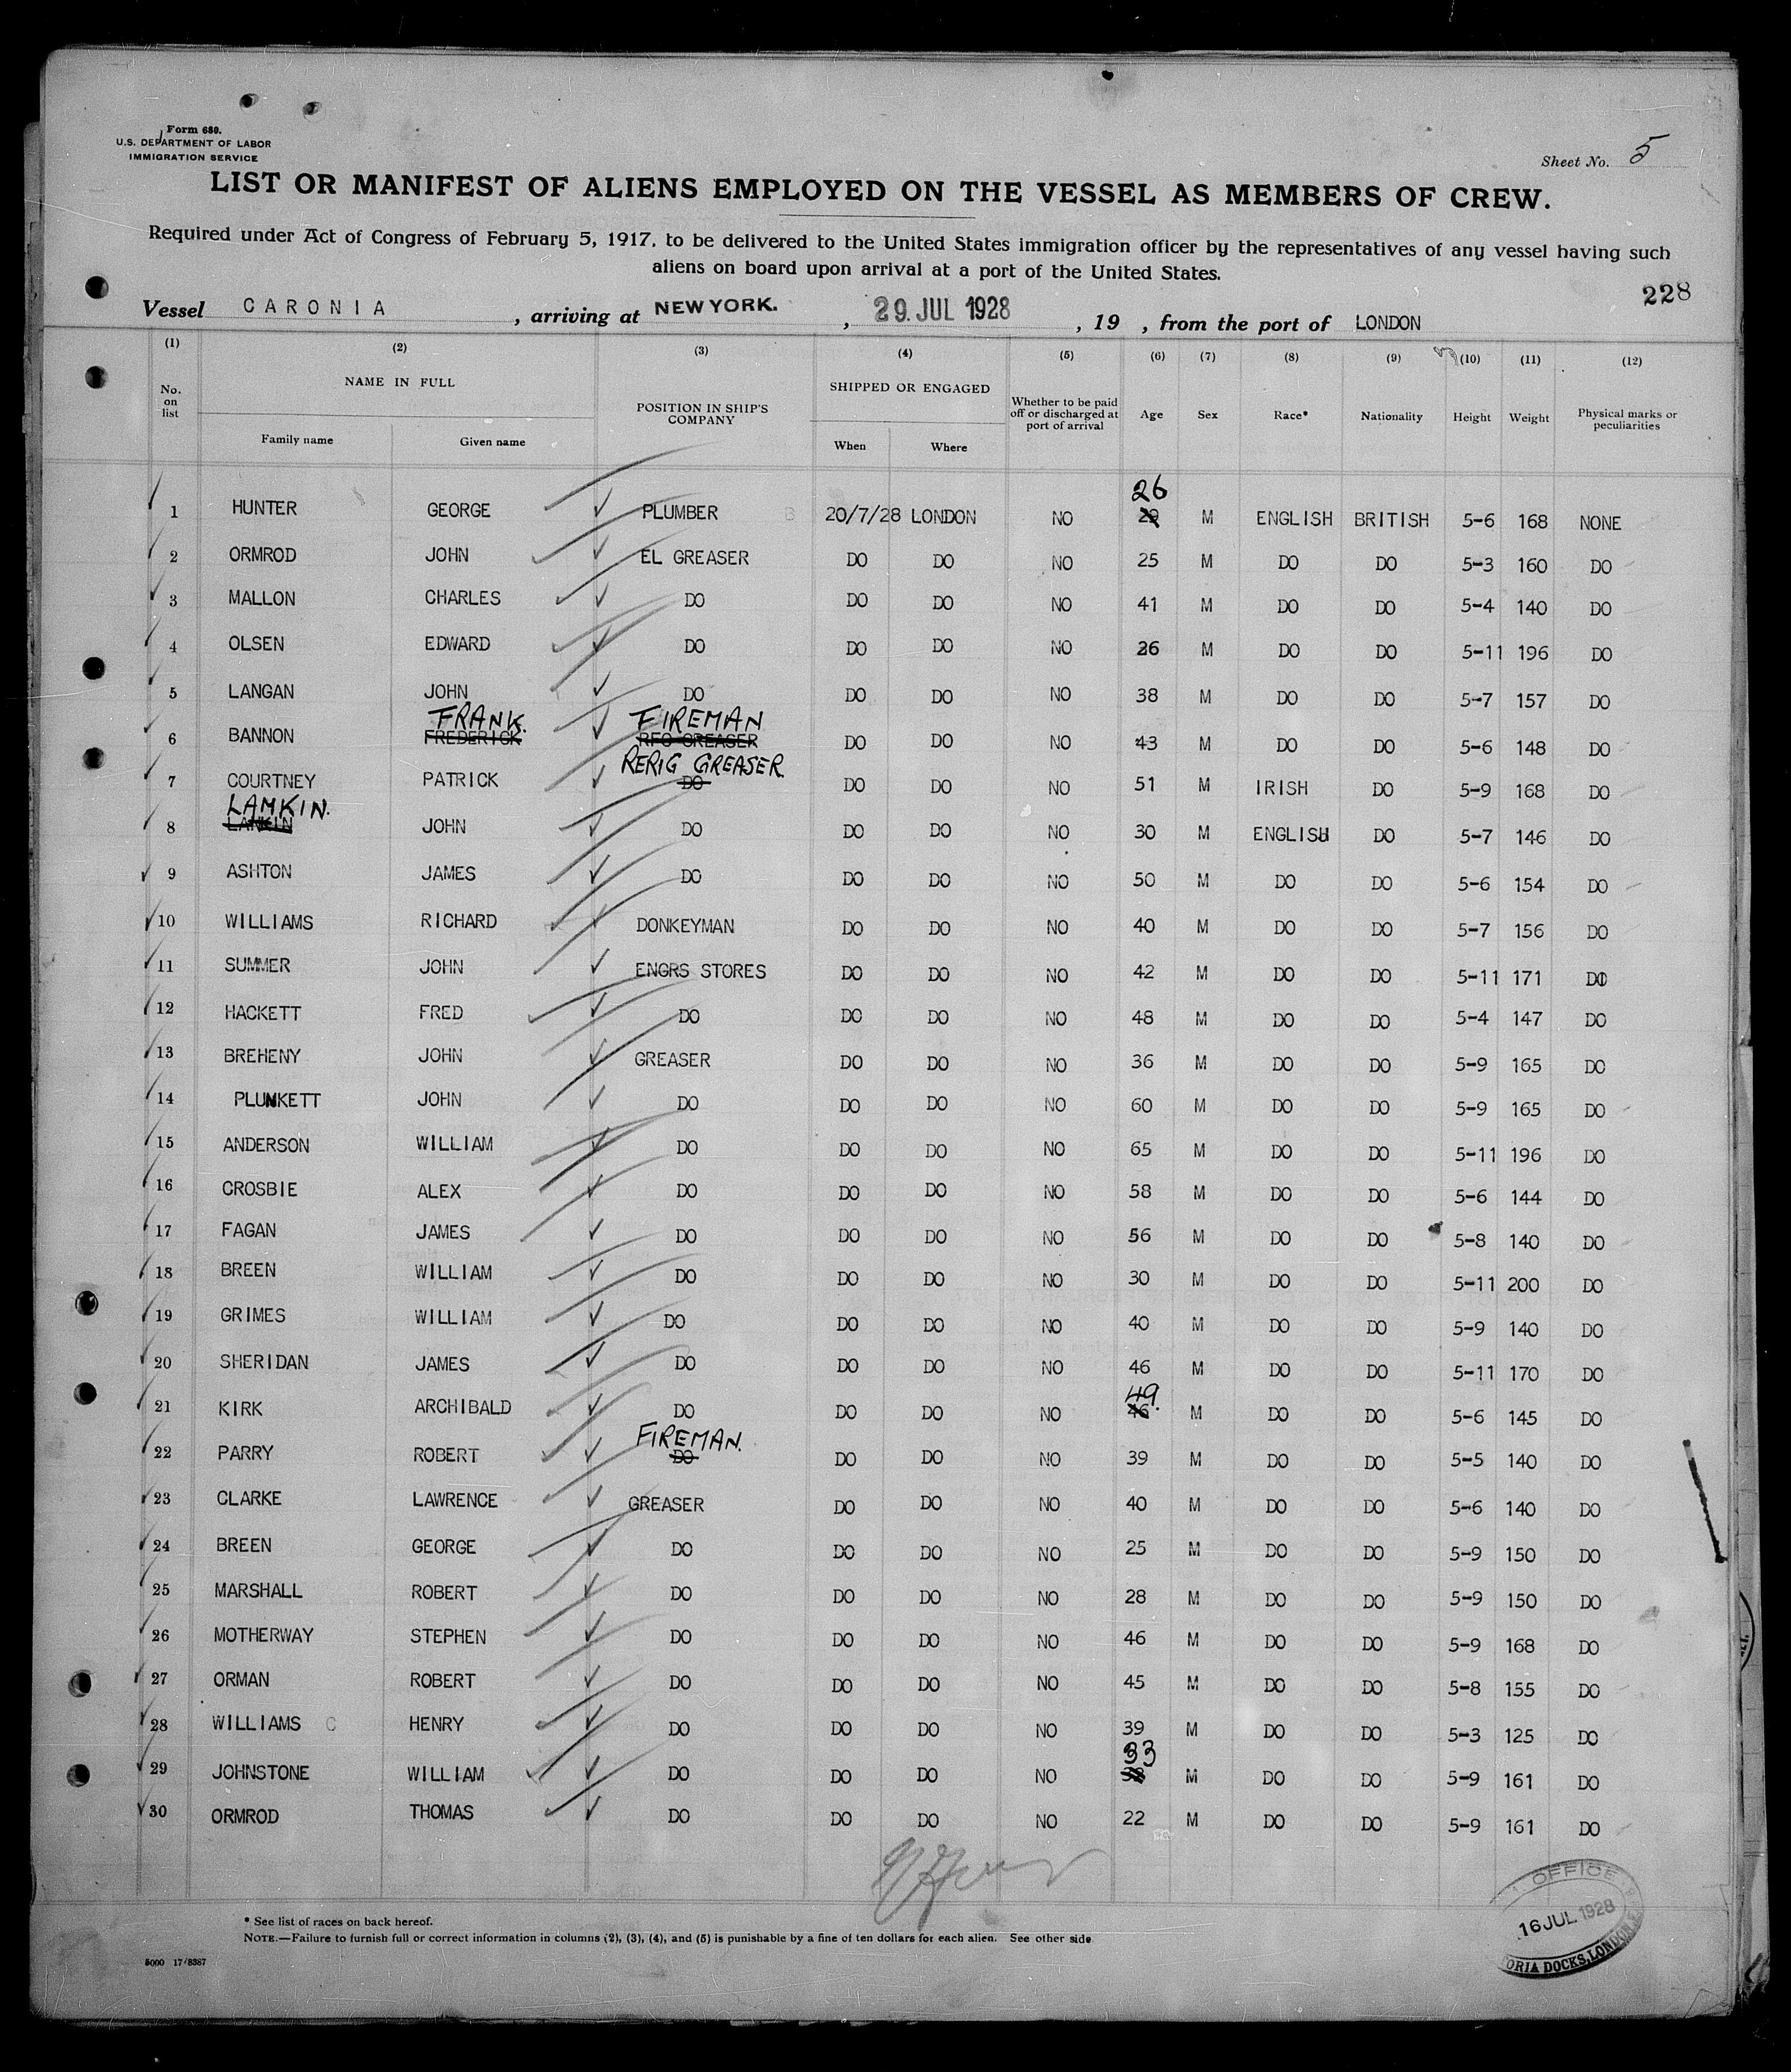 Form 680.
U.S. DEPARTMENT OF LABOR
IMMIGRATION SERVICE
Sheet No. 5
LIST OR MANIFEST OF ALIENS EMPLOYED ON THE VESSEL AS MEMBERS OF CREW.
Required under Act of Congress of February 5, 1917, to be delivered to the United States immigration officer by the representatives of any vessel having such
aliens on board upon arrival at a port of the United States.
228
Vessel CARONIA, arriving at NEW YORK., 29 JUL 1928, 19 , from the port of LONDON
(1) (2) (3) (4) (5) (6) (7) (8) (9) (10) (11) (12)
No. on list NAME IN FULL Family name Given name POSITION IN SHIP'S COMPANY SHIPPED OR ENGAGED When Where Whether to be paid off or discharged at port of arrival Age Sex Race* Nationality Height Weight Physical marks or peculiarities
26
1 HUNTER GEORGE PLUMBER 20/7/28 LONDON NO 29 M ENGLISH BRITISH 5-6 168 NONE
2 ORMROD JOHN EL GREASER DO DO NO 25 M DO DO 5-3 160 DO
3 MALLON CHARLES DO DO DO NO 41 M DO DO 5-4 140 DO
4 OLSEN EDWARD DO DO DO NO 26 M DO DO 5-11 196 DO
5 LANGAN JOHN DO DO DO NO 38 M DO DO 5-7 157 DO
FRANK. FIREMAN
6 BANNON FREDERICK RFG GREASER DO DO NO 43 M DO DO 5-6 148 DO
RERIG GREASER.
7 COURTNEY PATRICK DO DO DO NO 51 M IRISH DO 5-9 168 DO
LAMKIN.
8 LANKIN JOHN DO DO DO NO 30 M ENGLISH DO 5-7 146 DO
9 ASHTON JAMES DO DO DO NO 50 M DO DO 5-6 154 DO
10 WILLIAMS RICHARD DONKEYMAN DO DO NO 40 M DO DO 5-7 156 DO
11 SUMMER JOHN ENGRS STORES DO DO NO 42 M DO DO 5-11 171 DO
12 HACKETT FRED DO DO DO NO 48 M DO DO 5-4 147 DO
13 BREHENY JOHN GREASER DO DO NO 36 M DO DO 5-9 165 DO
14 PLUNKETT JOHN DO DO DO NO 60 M DO DO 5-9 165 DO
15 ANDERSON WILLIAM DO DO DO NO 65 M DO DO 5-11 196 DO
16 CROSBIE ALEX DO DO DO NO 58 M DO DO 5-6 144 DO
17 FAGAN JAMES DO DO DO NO 56 M DO DO 5-8 140 DO
18 BREEN WILLIAM DO DO DO NO 30 M DO DO 5-11 200 DO
19 GRIMES WILLIAM DO DO DO NO 40 M DO DO 5-9 140 DO
20 SHERIDAN JAMES DO DO DO NO 46 M DO DO 5-11 170 DO
49.
21 KIRK ARCHIBALD DO DO DO NO 46 M DO DO 5-6 145 DO
FIREMAN.
22 PARRY ROBERT DO DO DO NO 39 M DO DO 5-5 140 DO
23 CLARKE LAWRENCE GREASER DO DO NO 40 M DO DO 5-6 140 DO
24 BREEN GEORGE DO DO DO NO 25 M DO DO 5-9 150 DO
25 MARSHALL ROBERT DO DO DO NO 28 M DO DO 5-9 150 DO
26 MOTHERWAY STEPHEN DO DO DO NO 46 M DO DO 5-9 168 DO
27 ORMAN ROBERT DO DO DO NO 45 M DO DO 5-8 155 DO
28 WILLIAMS C HENRY DO DO DO NO 39 M DO DO 5-3 125 DO
33
29 JOHNSTONE WILLIAM DO DO DO NO M DO DO 5-9 161 DO
30 ORMROD THOMAS DO DO DO NO 22 M DO DO 5-9 161 DO
* See list of races on back hereof.
NOTE.—Failure to furnish full or correct information in columns (2), (3), (4), and (5) is punishable by a fine of ten dollars for each alien. See other side
5000 17/8387
OFFICE
16 JUL 1928
ORIA DOCKS, LONDON, E.